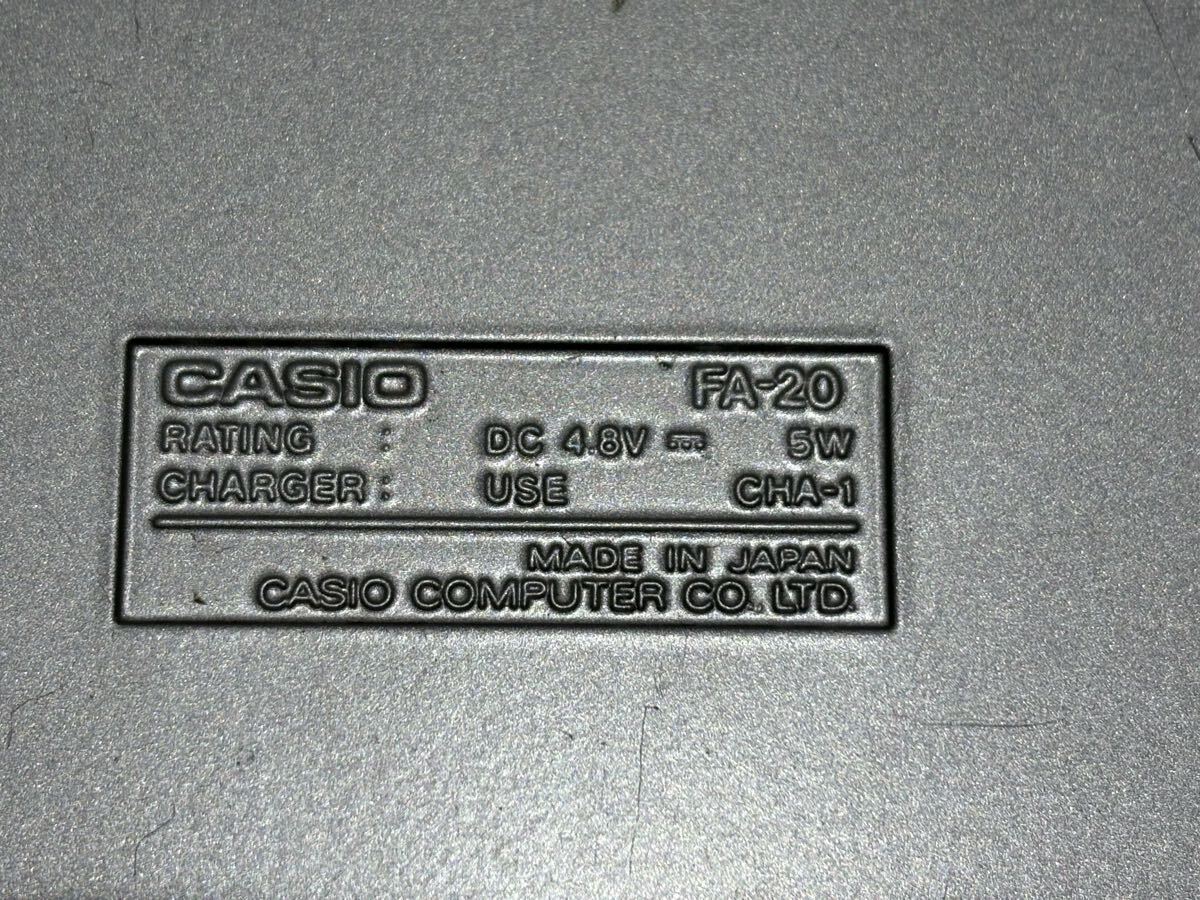 CASIO FA-20
RATING : DC 4.8V ⎓ 5W
CHARGER : USE CHA-1
MADE IN JAPAN
CASIO COMPUTER CO., LTD.